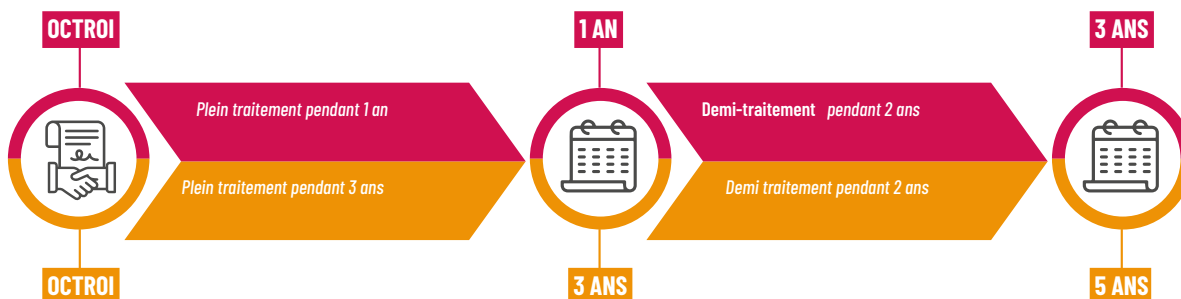 OCTROI
1 AN
3 ANS
Plein traitement pendant 1 an
Demi-traitement pendant 2 ans
Plein traitement pendant 3 ans
Demi traitement pendant 2 ans
OCTROI
3 ANS
5 ANS